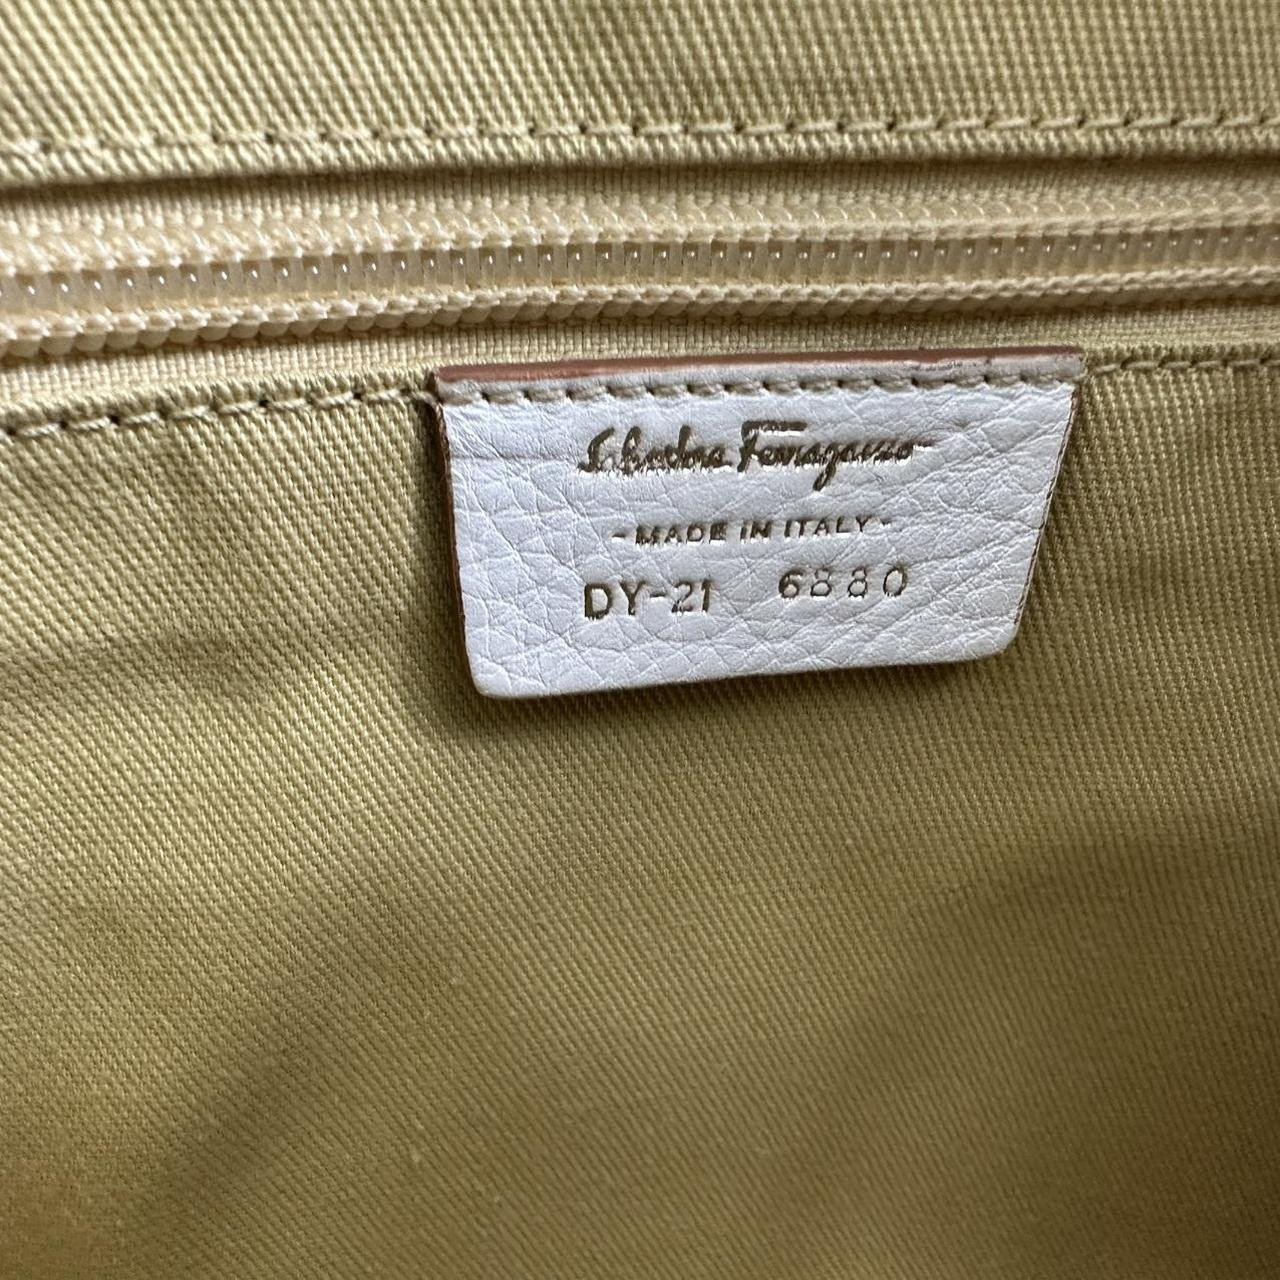 Salvatore Ferragamo
-MADE IN ITALY-
DY-21 6880